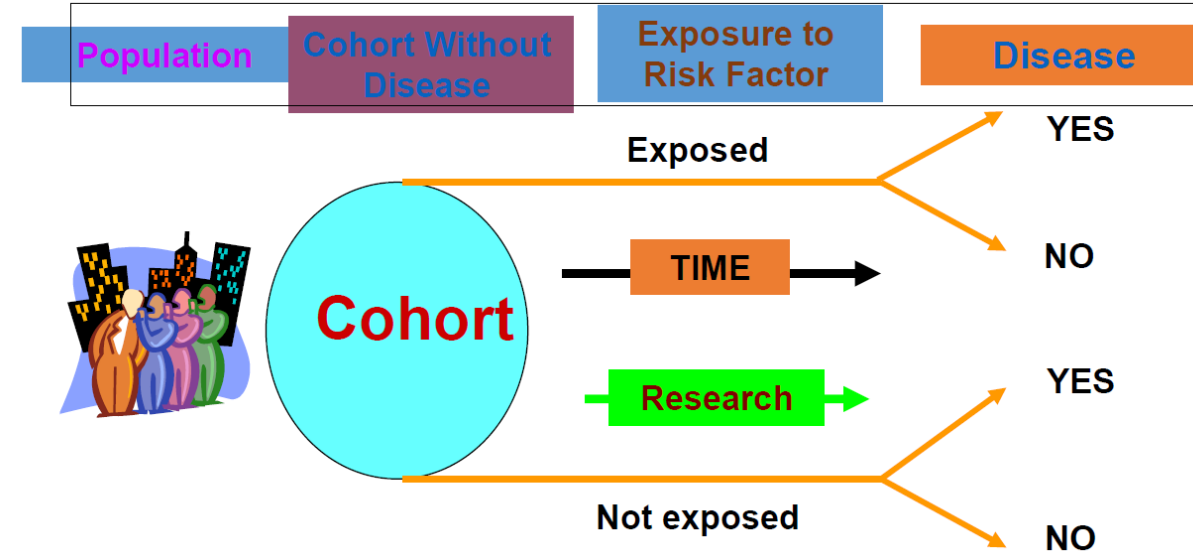 Population
Cohort Without
Disease
Exposure to
Risk Factor
Disease
Exposed
YES
NO
TIME
Cohort
Research
YES
Not exposed
NO